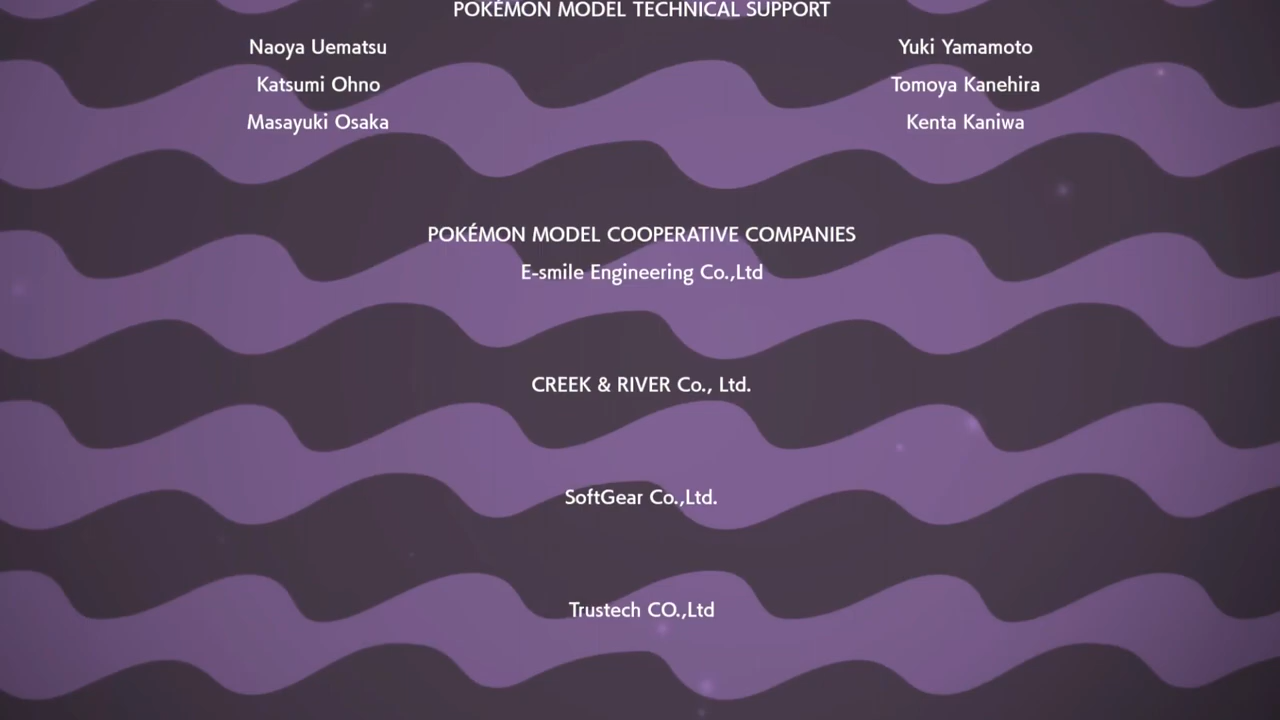 POKÉMON MODEL TECHNICAL SUPPORT
Naoya Uematsu Yuki Yamamoto
Katsumi Ohno Tomoya Kanehira
Masayuki Osaka Kenta Kaniwa
POKÉMON MODEL COOPERATIVE COMPANIES
E-smile Engineering Co.,Ltd
CREEK & RIVER Co., Ltd.
SoftGear Co.,Ltd.
Trustech CO.,Ltd